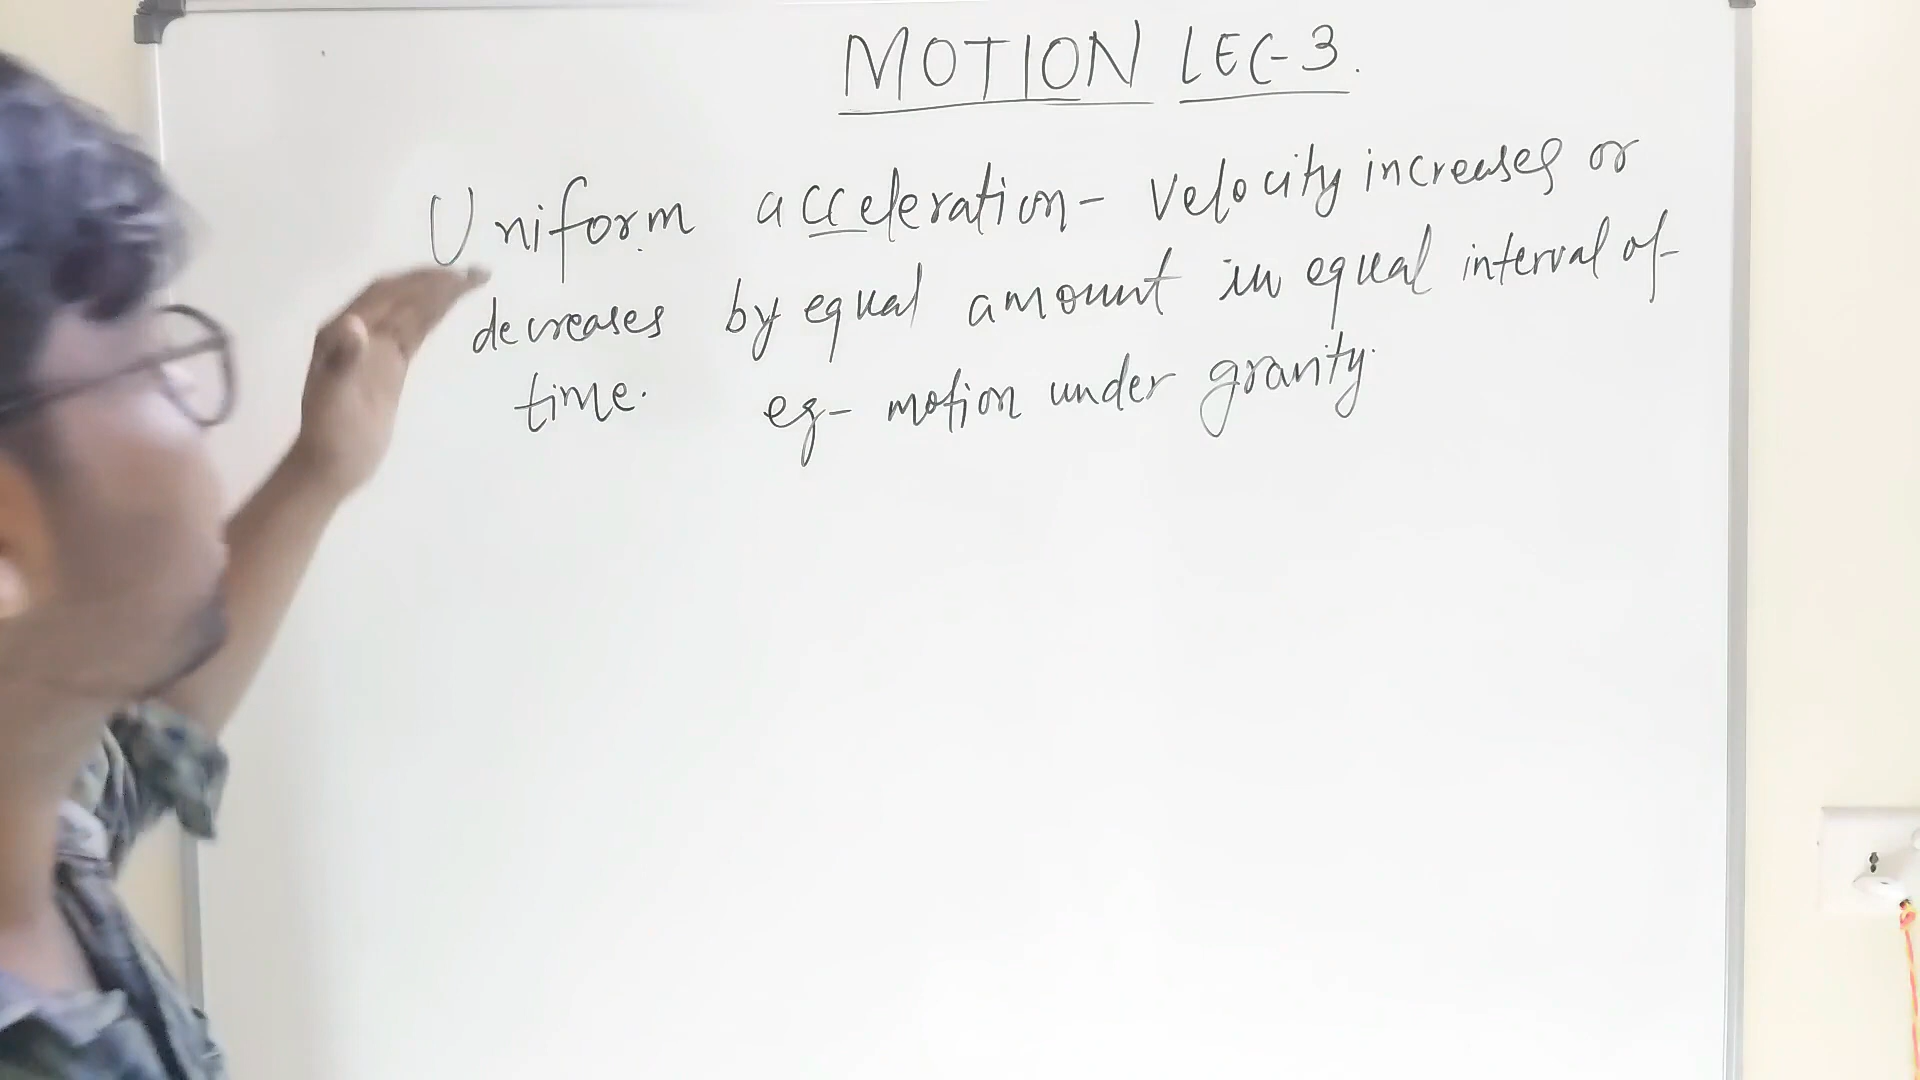 MOTION LEC-3.
Uniform acceleration- Velocity increases or
decreases by equal amount in equal interval of
time. eg- motion under gravity.